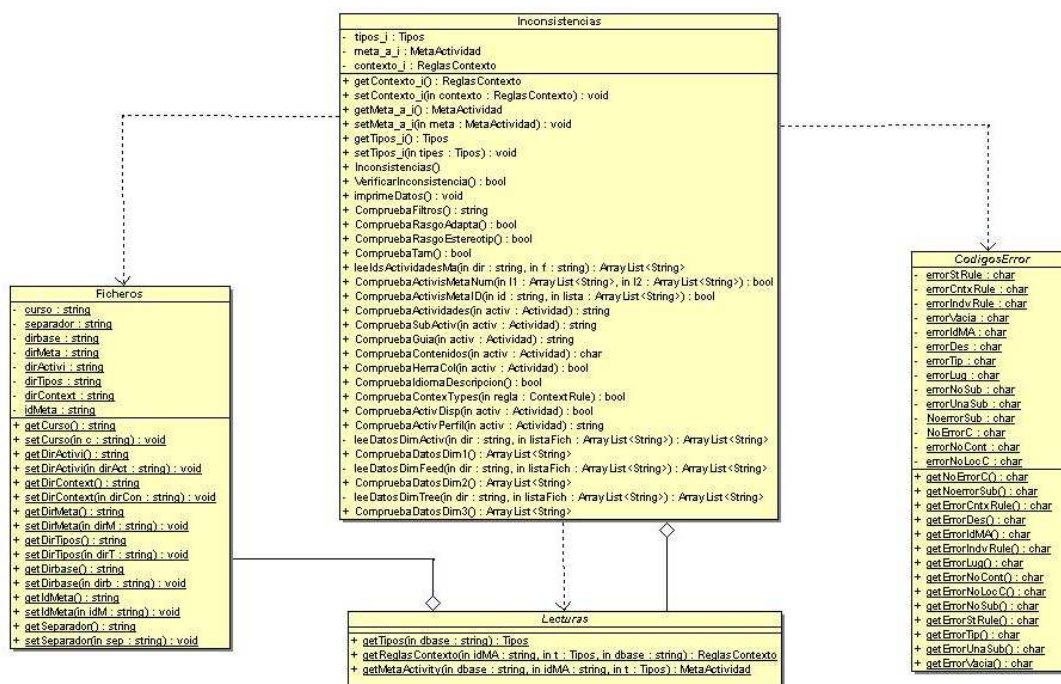 Inconsistencias
- tipos_i : Tipos
- meta_a_i : MetaActividad
- contexto_i : ReglasContexto
+ getContexto_i() : ReglasContexto
+ setContexto_i(in contexto : ReglasContexto) : void
+ getMeta_a_i() : MetaActividad
+ setMeta_a_i(in meta : MetaActividad) : void
+ getTipos_i() : Tipos
+ setTipos_i(in tipes : Tipos) : void
+ Inconsistencias()
+ VerificarInconsistencia() : bool
+ imprimeDatos() : void
+ CompruebaFiltros() : string
+ CompruebaRasgoAdapta() : bool
+ CompruebaRasgoEstereotip() : bool
+ CompruebaTam() : bool
+ leeIdsActividadesMa(in dir : string, in f : string) : ArrayList<String>
+ CompruebaActivisMetaNum(in l1 : ArrayList<String>, in l2 : ArrayList<String>) : bool
+ CompruebaActivisMetaID(in id : string, in lista : ArrayList<String>) : bool
+ CompruebaActividades(in activ : Actividad) : string
+ CompruebaSubActiv(in activ : Actividad) : string
+ CompruebaGuia(in activ : Actividad) : string
+ CompruebaContenidos(in activ : Actividad) : char
+ CompruebaHerraCol(in activ : Actividad) : bool
+ CompruebaIdiomaDescripcion() : bool
+ CompruebaContexTypes(in regla : ContextRule) : bool
+ CompruebaActivDisp(in activ : Actividad) : bool
+ CompruebaActivPerfil(in activ : Actividad) : string
- leeDatosDimActiv(in dir : string, in listaFich : ArrayList<String>) : ArrayList<String>
+ CompruebaDatosDim1() : ArrayList<String>
- leeDatosDimFeed(in dir : string, in listaFich : ArrayList<String>) : ArrayList<String>
+ CompruebaDatosDim2() : ArrayList<String>
- leeDatosDimTree(in dir : string, in listaFich : ArrayList<String>) : ArrayList<String>
+ CompruebaDatosDim3() : ArrayList<String>
Ficheros
- curso : string
- separador : string
- dirbase : string
- dirMeta : string
- dirActivi : string
- dirTipos : string
- dirContext : string
- idMeta : string
+ getCurso() : string
+ setCurso(in c : string) : void
+ getDirActivi() : string
+ setDirActivi(in dirAct : string) : void
+ getDirContext() : string
+ setDirContext(in dirCon : string) : void
+ getDirMeta() : string
+ setDirMeta(in dirM : string) : void
+ getDirTipos() : string
+ setDirTipos(in dirT : string) : void
+ getDirbase() : string
+ setDirbase(in dirb : string) : void
+ getIdMeta() : string
+ setIdMeta(in idM : string) : void
+ getSeparador() : string
+ setSeparador(in sep : string) : void
CodigosError
- errorStRule : char
- errorCntxRule : char
- errorIndvRule : char
- errorVacia : char
- errorIdMA : char
- errorDes : char
- errorTip : char
- errorLug : char
- errorNoSub : char
- errorUnaSub : char
- NoerrorSub : char
- NoErrorC : char
- errorNoCont : char
- errorNoLocC : char
+ getNoErrorC() : char
+ getNoerrorSub() : char
+ getErrorCntxRule() : char
+ getErrorDes() : char
+ getErrorIdMA() : char
+ getErrorIndvRule() : char
+ getErrorLug() : char
+ getErrorNoCont() : char
+ getErrorNoLocC() : char
+ getErrorNoSub() : char
+ getErrorStRule() : char
+ getErrorTip() : char
+ getErrorUnaSub() : char
+ getErrorVacia() : char
Lecturas
+ getTipos(in dbase : string) : Tipos
+ getReglasContexto(in idMA : string, in t : Tipos, in dbase : string) : ReglasContexto
+ getMetaActivity(in dbase : string, in idMA : string, in t : Tipos) : MetaActividad